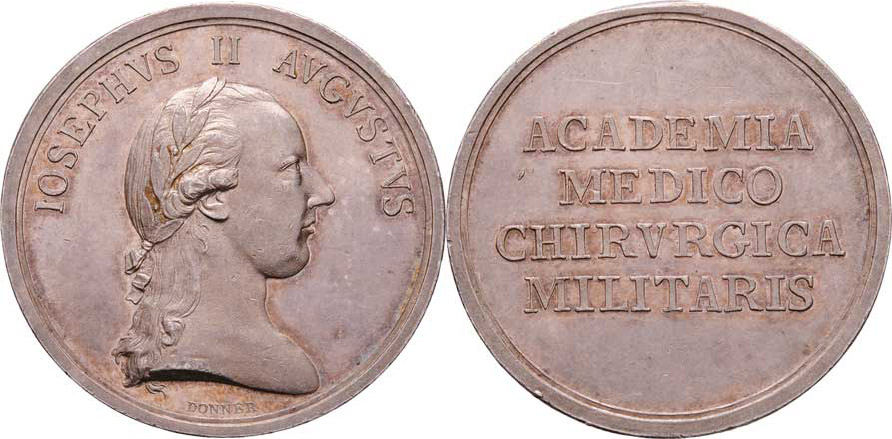 IOSEPHVS II AVGVSTVS
DONNER
ACADEMIA
MEDICO
CHIRVRGICA
MILITARIS